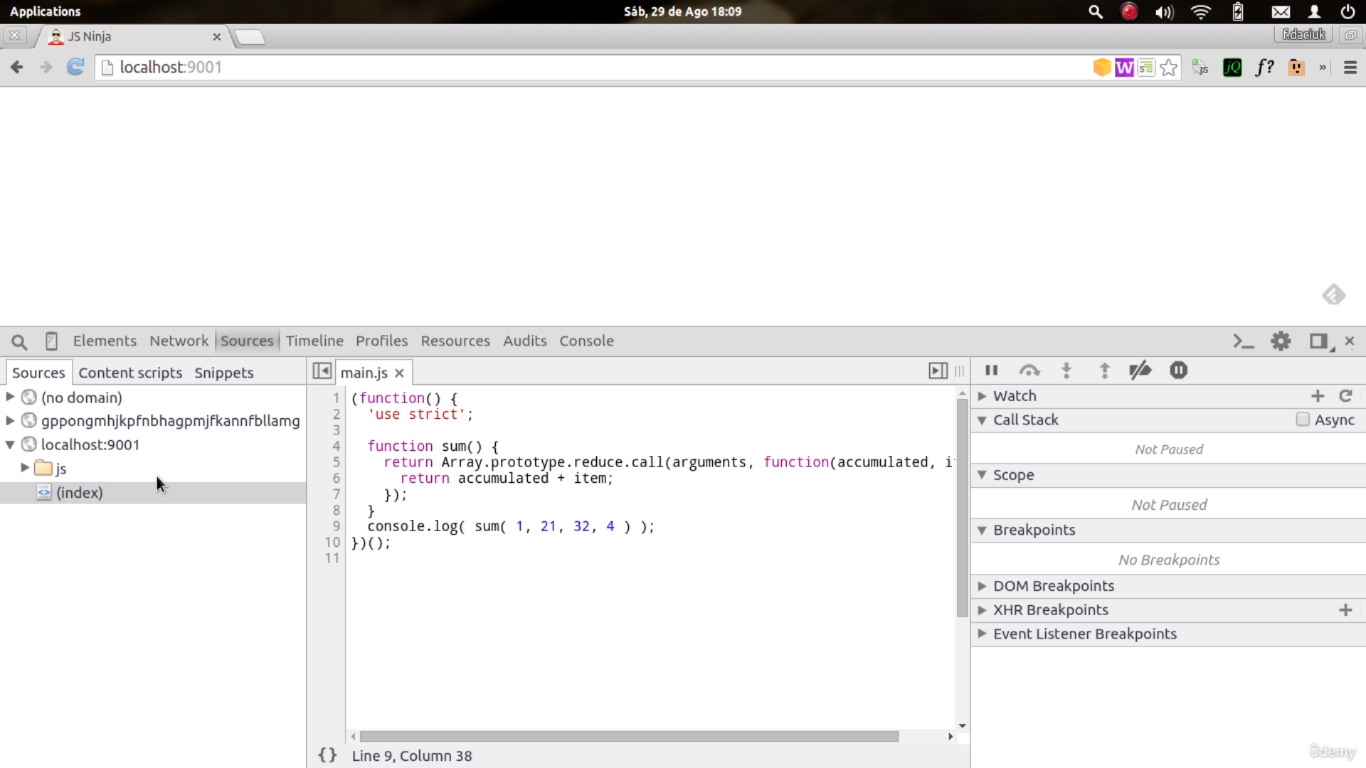 Applications
Sáb, 29 de Ago 18:09
JS Ninja
f.daciuk
localhost:9001
W
jQ
f?
»
Elements Network Sources Timeline Profiles Resources Audits Console
Sources Content scripts Snippets
main.js
(no domain)
gppongmhjkpfnbhagpmjfkannfbllamg
localhost:9001
js
(index)
1 (function() {
2 'use strict';
3
4 function sum() {
5 return Array.prototype.reduce.call(arguments, function(accumulated, it
6 return accumulated + item;
7 });
8 }
9 console.log( sum( 1, 21, 32, 4 ) );
10 })();
11
{} Line 9, Column 38
Watch
Call Stack Async
Not Paused
Scope
Not Paused
Breakpoints
No Breakpoints
DOM Breakpoints
XHR Breakpoints
Event Listener Breakpoints
ûdemy